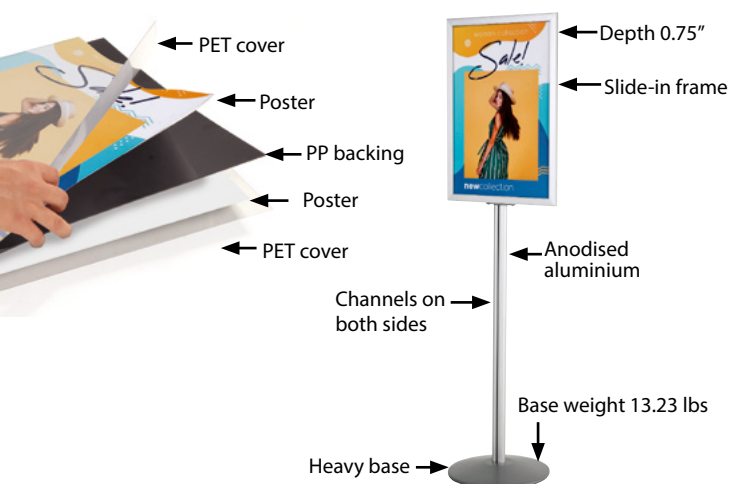 PET cover
Poster
PP backing
Poster
PET cover
Sale!
Depth 0.75"
Slide-in frame
Sale!
newcollection
Anodised
aluminium
Channels on
both sides
Base weight 13.23 lbs
Heavy base